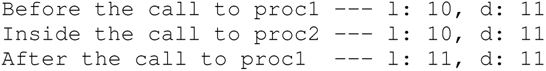 Before the call to proc1 --- l: 10, d: 11
Inside the call to proc2 --- l: 10, d: 11
After the call to proc1  --- l: 11, d: 11